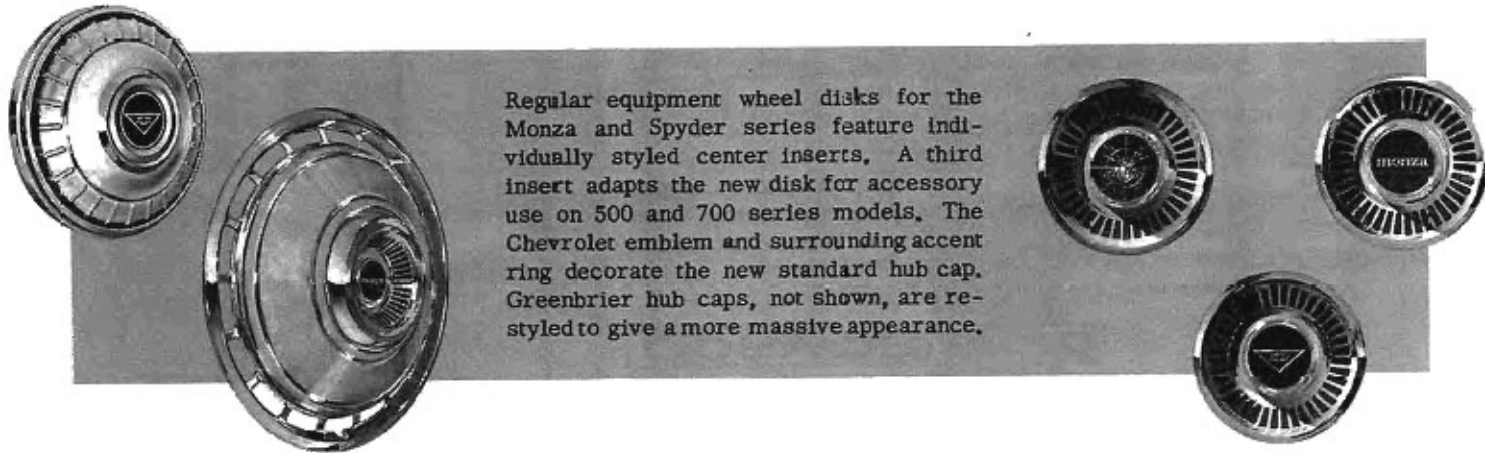 Regular equipment wheel disks for the
Monza and Spyder series feature indi-
vidually styled center inserts. A third
insert adapts the new disk for accessory
use on 500 and 700 series models. The
Chevrolet emblem and surrounding accent
ring decorate the new standard hub cap.
Greenbrier hub caps, not shown, are re-
styled to give a more massive appearance.
MONZA